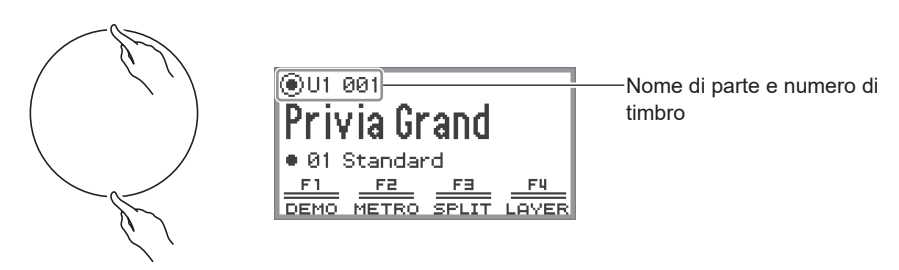 U1 001
Nome di parte e numero di
timbro
Privia Grand
01 Standard
F1 F2 F3 F4
DEMO METRO SPLIT LAYER